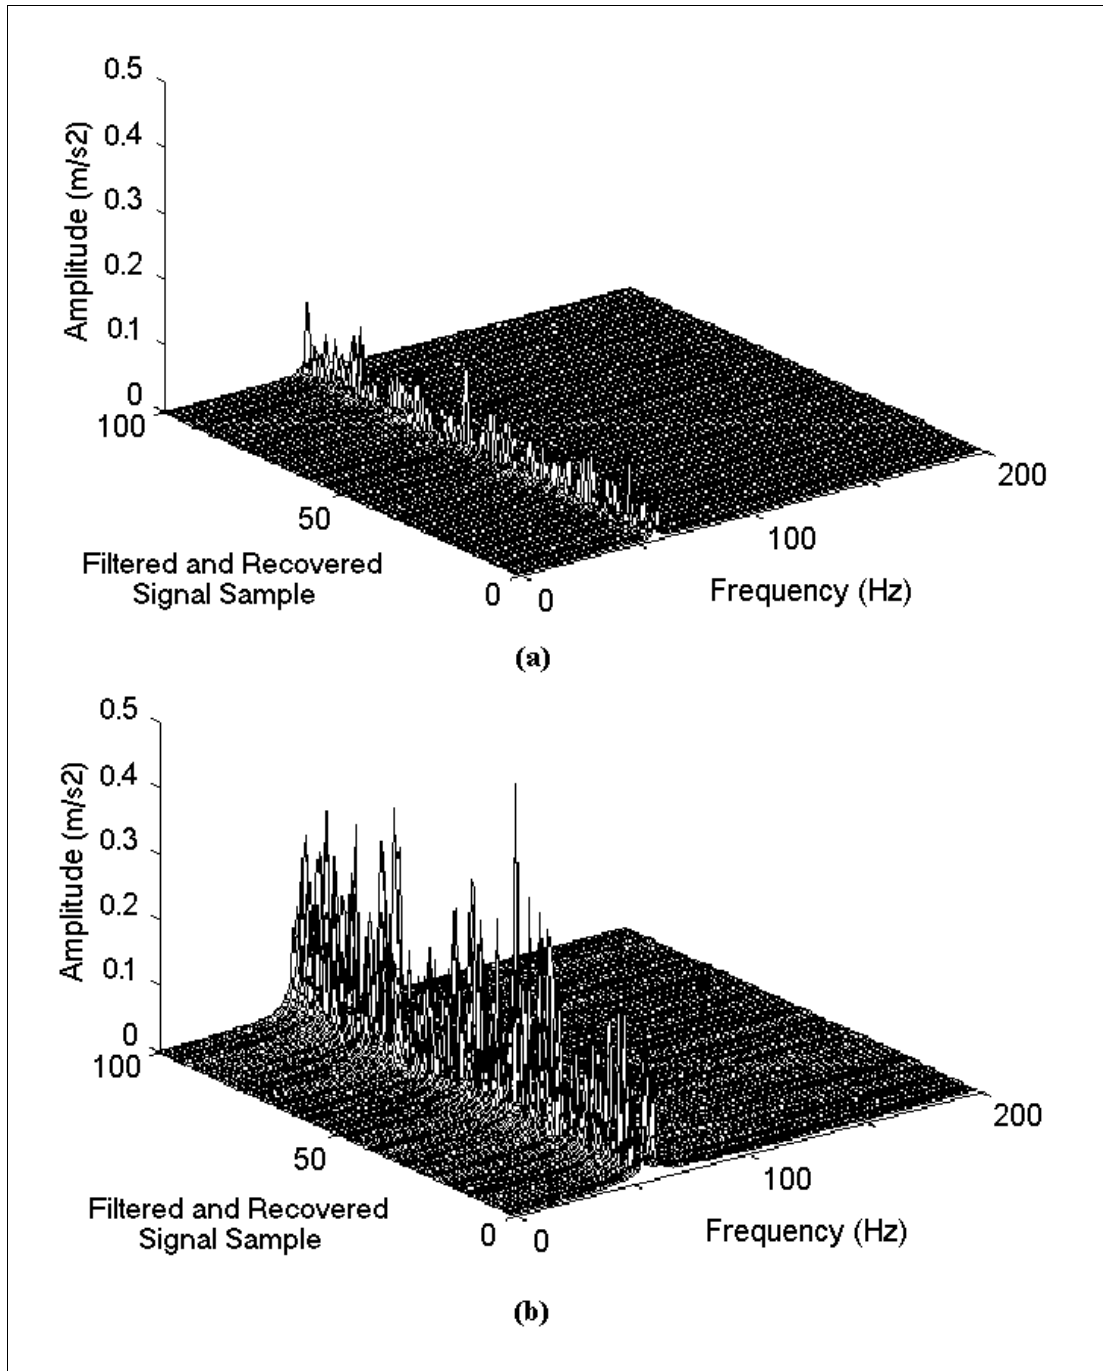 0.5
0.4
0.3
0.2
0.1
0
Amplitude (m/s2)
100
50
0
Filtered and Recovered
Signal Sample
0
100
200
Frequency (Hz)
(a)
0.5
0.4
0.3
0.2
0.1
0
Amplitude (m/s2)
100
50
0
Filtered and Recovered
Signal Sample
0
100
200
Frequency (Hz)
(b)